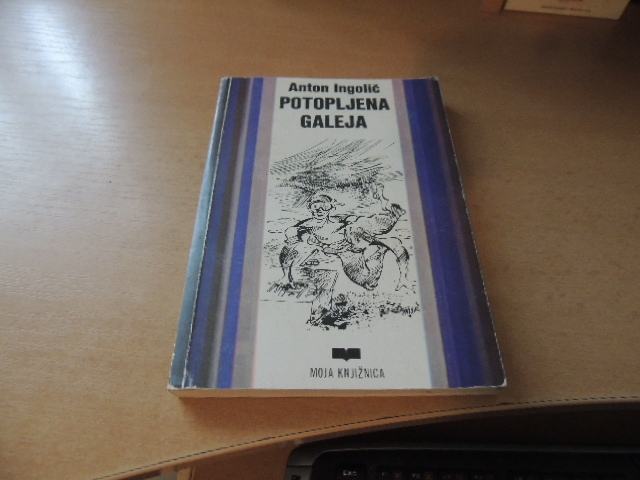 Anton Ingolič
POTOPLJENA
GALEJA
MOJA KNJIŽNICA